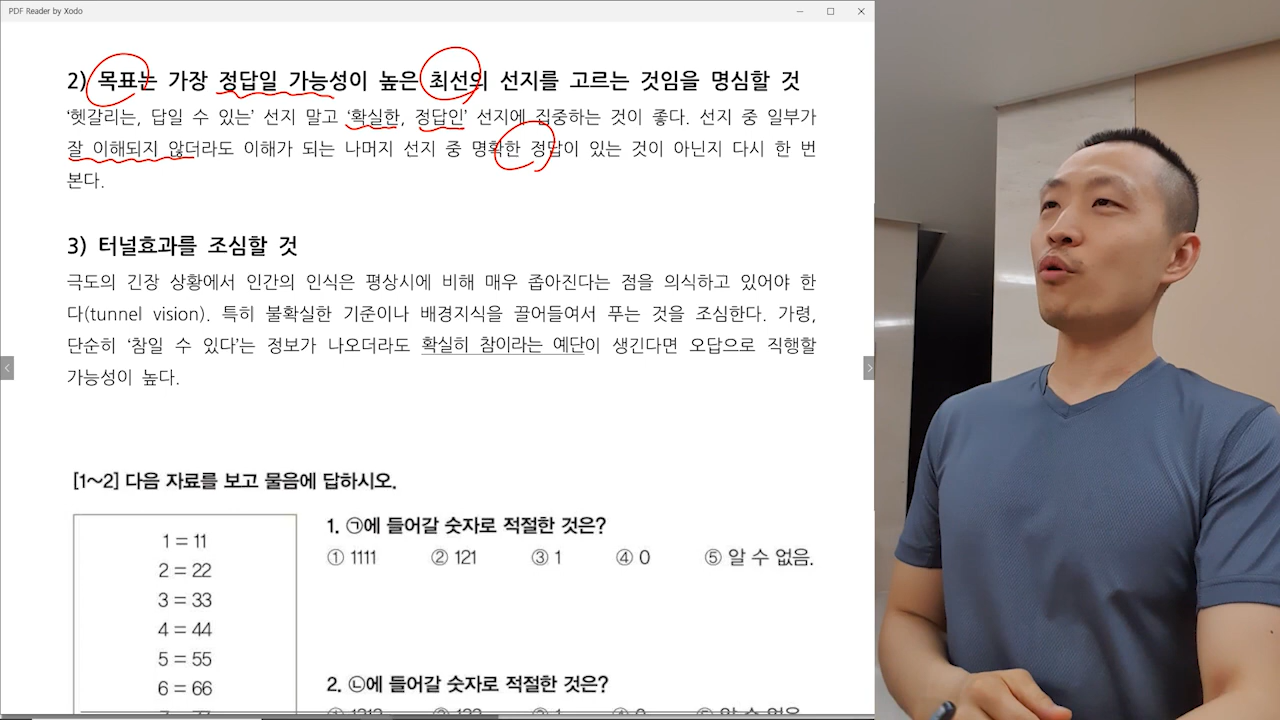 PDF Reader by Xodo
2) 목표는 가장 정답일 가능성이 높은 최선의 선지를 고르는 것임을 명심할 것
‘헷갈리는, 답일 수 있는’ 선지 말고 ‘확실한, 정답인’ 선지에 집중하는 것이 좋다. 선지 중 일부가
잘 이해되지 않더라도 이해가 되는 나머지 선지 중 명확한 정답이 있는 것이 아닌지 다시 한 번
본다.
3) 터널효과를 조심할 것
극도의 긴장 상황에서 인간의 인식은 평상시에 비해 매우 좁아진다는 점을 의식하고 있어야 한
다(tunnel vision). 특히 불확실한 기준이나 배경지식을 끌어들여서 푸는 것을 조심한다. 가령,
단순히 ‘참일 수 있다’는 정보가 나오더라도 확실히 참이라는 예단이 생긴다면 오답으로 직행할
가능성이 높다.
[1~2] 다음 자료를 보고 물음에 답하시오.
1 = 11
2 = 22
3 = 33
4 = 44
5 = 55
6 = 66
1. ㉠에 들어갈 숫자로 적절한 것은?
① 1111 ② 121 ③ 1 ④ 0 ⑤ 알 수 없음.
2. ㉡에 들어갈 숫자로 적절한 것은?